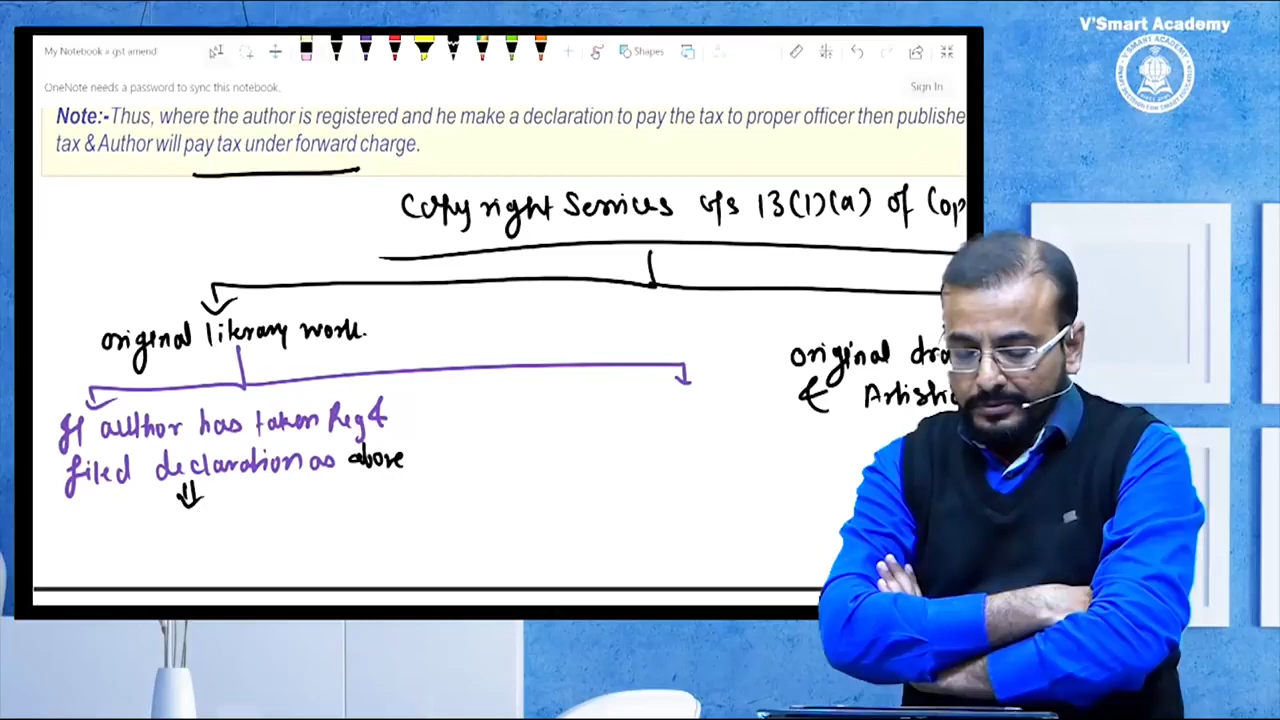 V'Smart Academy
My Notebook » gst amend
Shapes
OneNote needs a password to sync this notebook.
Sign In
Note:-Thus, where the author is registered and he make a declaration to pay the tax to proper officer then publishe
tax & Author will pay tax under forward charge.
Copyright Services u/s 13(1)(a) of Cop
original literary work.
original dra
& Artistic
If author has taken Reg &
filed declaration as above